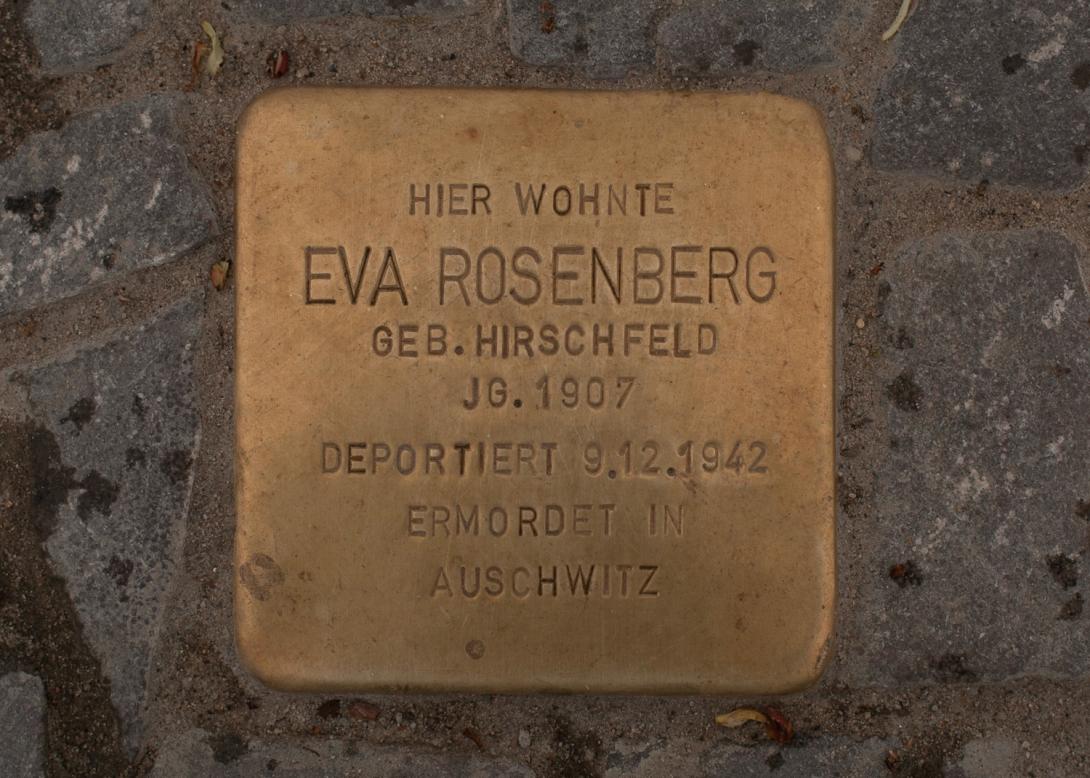 HIER WOHNTE
EVA ROSENBERG
GEB. HIRSCHFELD
JG. 1907
DEPORTIERT 9.12.1942
ERMORDET IN
AUSCHWITZ